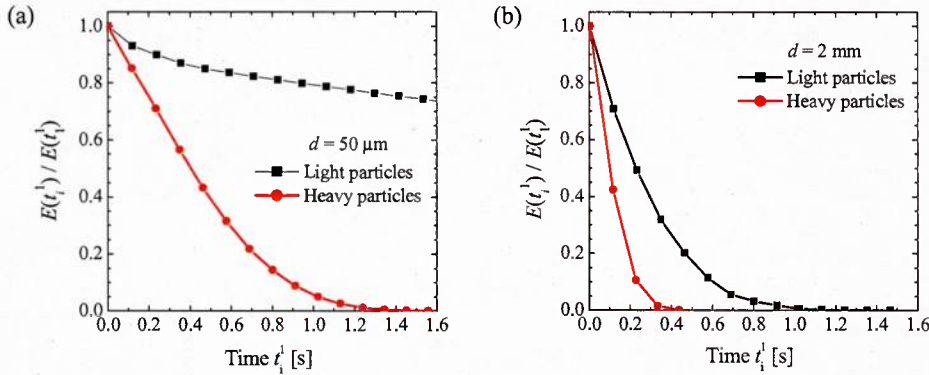 (a)
1.0
0.8
0.6
0.4
0.2
0.0
E(t_i^1) / E(t_1^1)
d = 50 μm
Light particles
Heavy particles
0.0 0.2 0.4 0.6 0.8 1.0 1.2 1.4 1.6
Time t_i^1 [s]
(b)
1.0
0.8
0.6
0.4
0.2
0.0
E(t_i^1) / E(t_1^1)
d = 2 mm
Light particles
Heavy particles
0.0 0.2 0.4 0.6 0.8 1.0 1.2 1.4 1.6
Time t_i^1 [s]